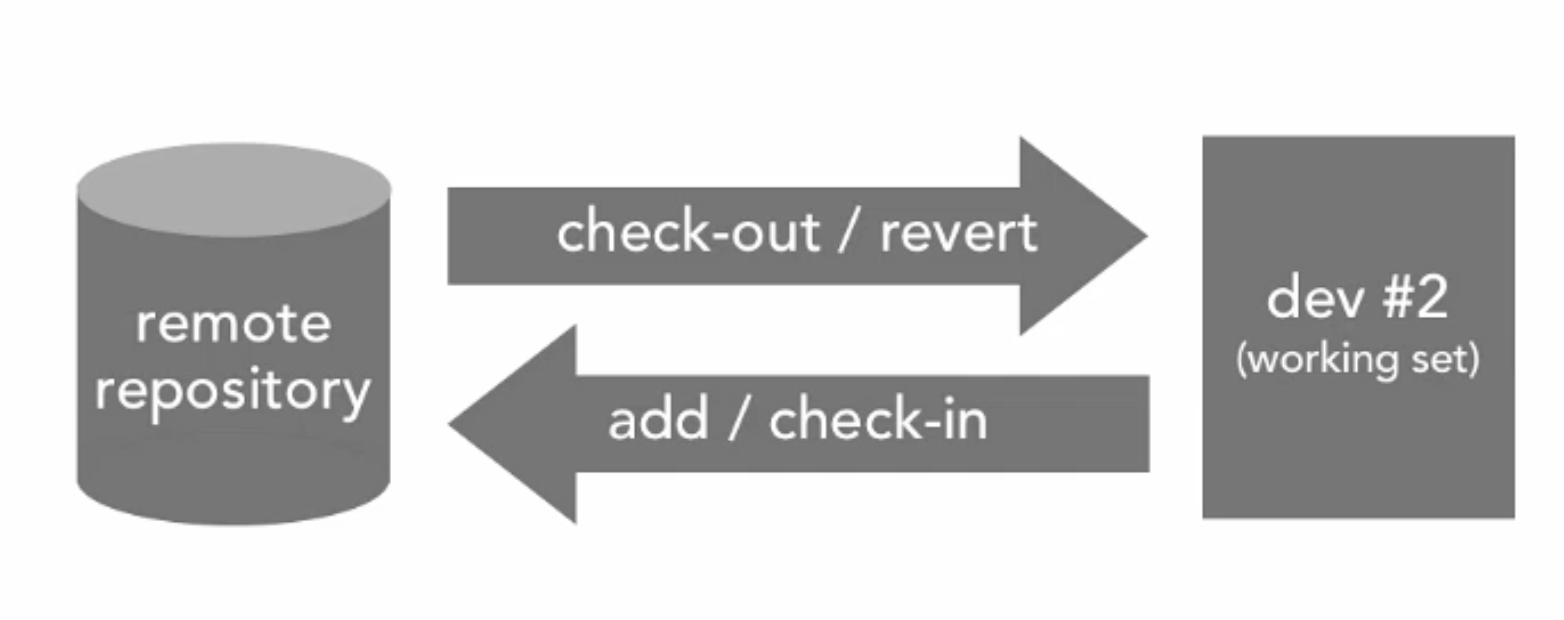 remote
repository
check-out / revert
add / check-in
dev #2
(working set)